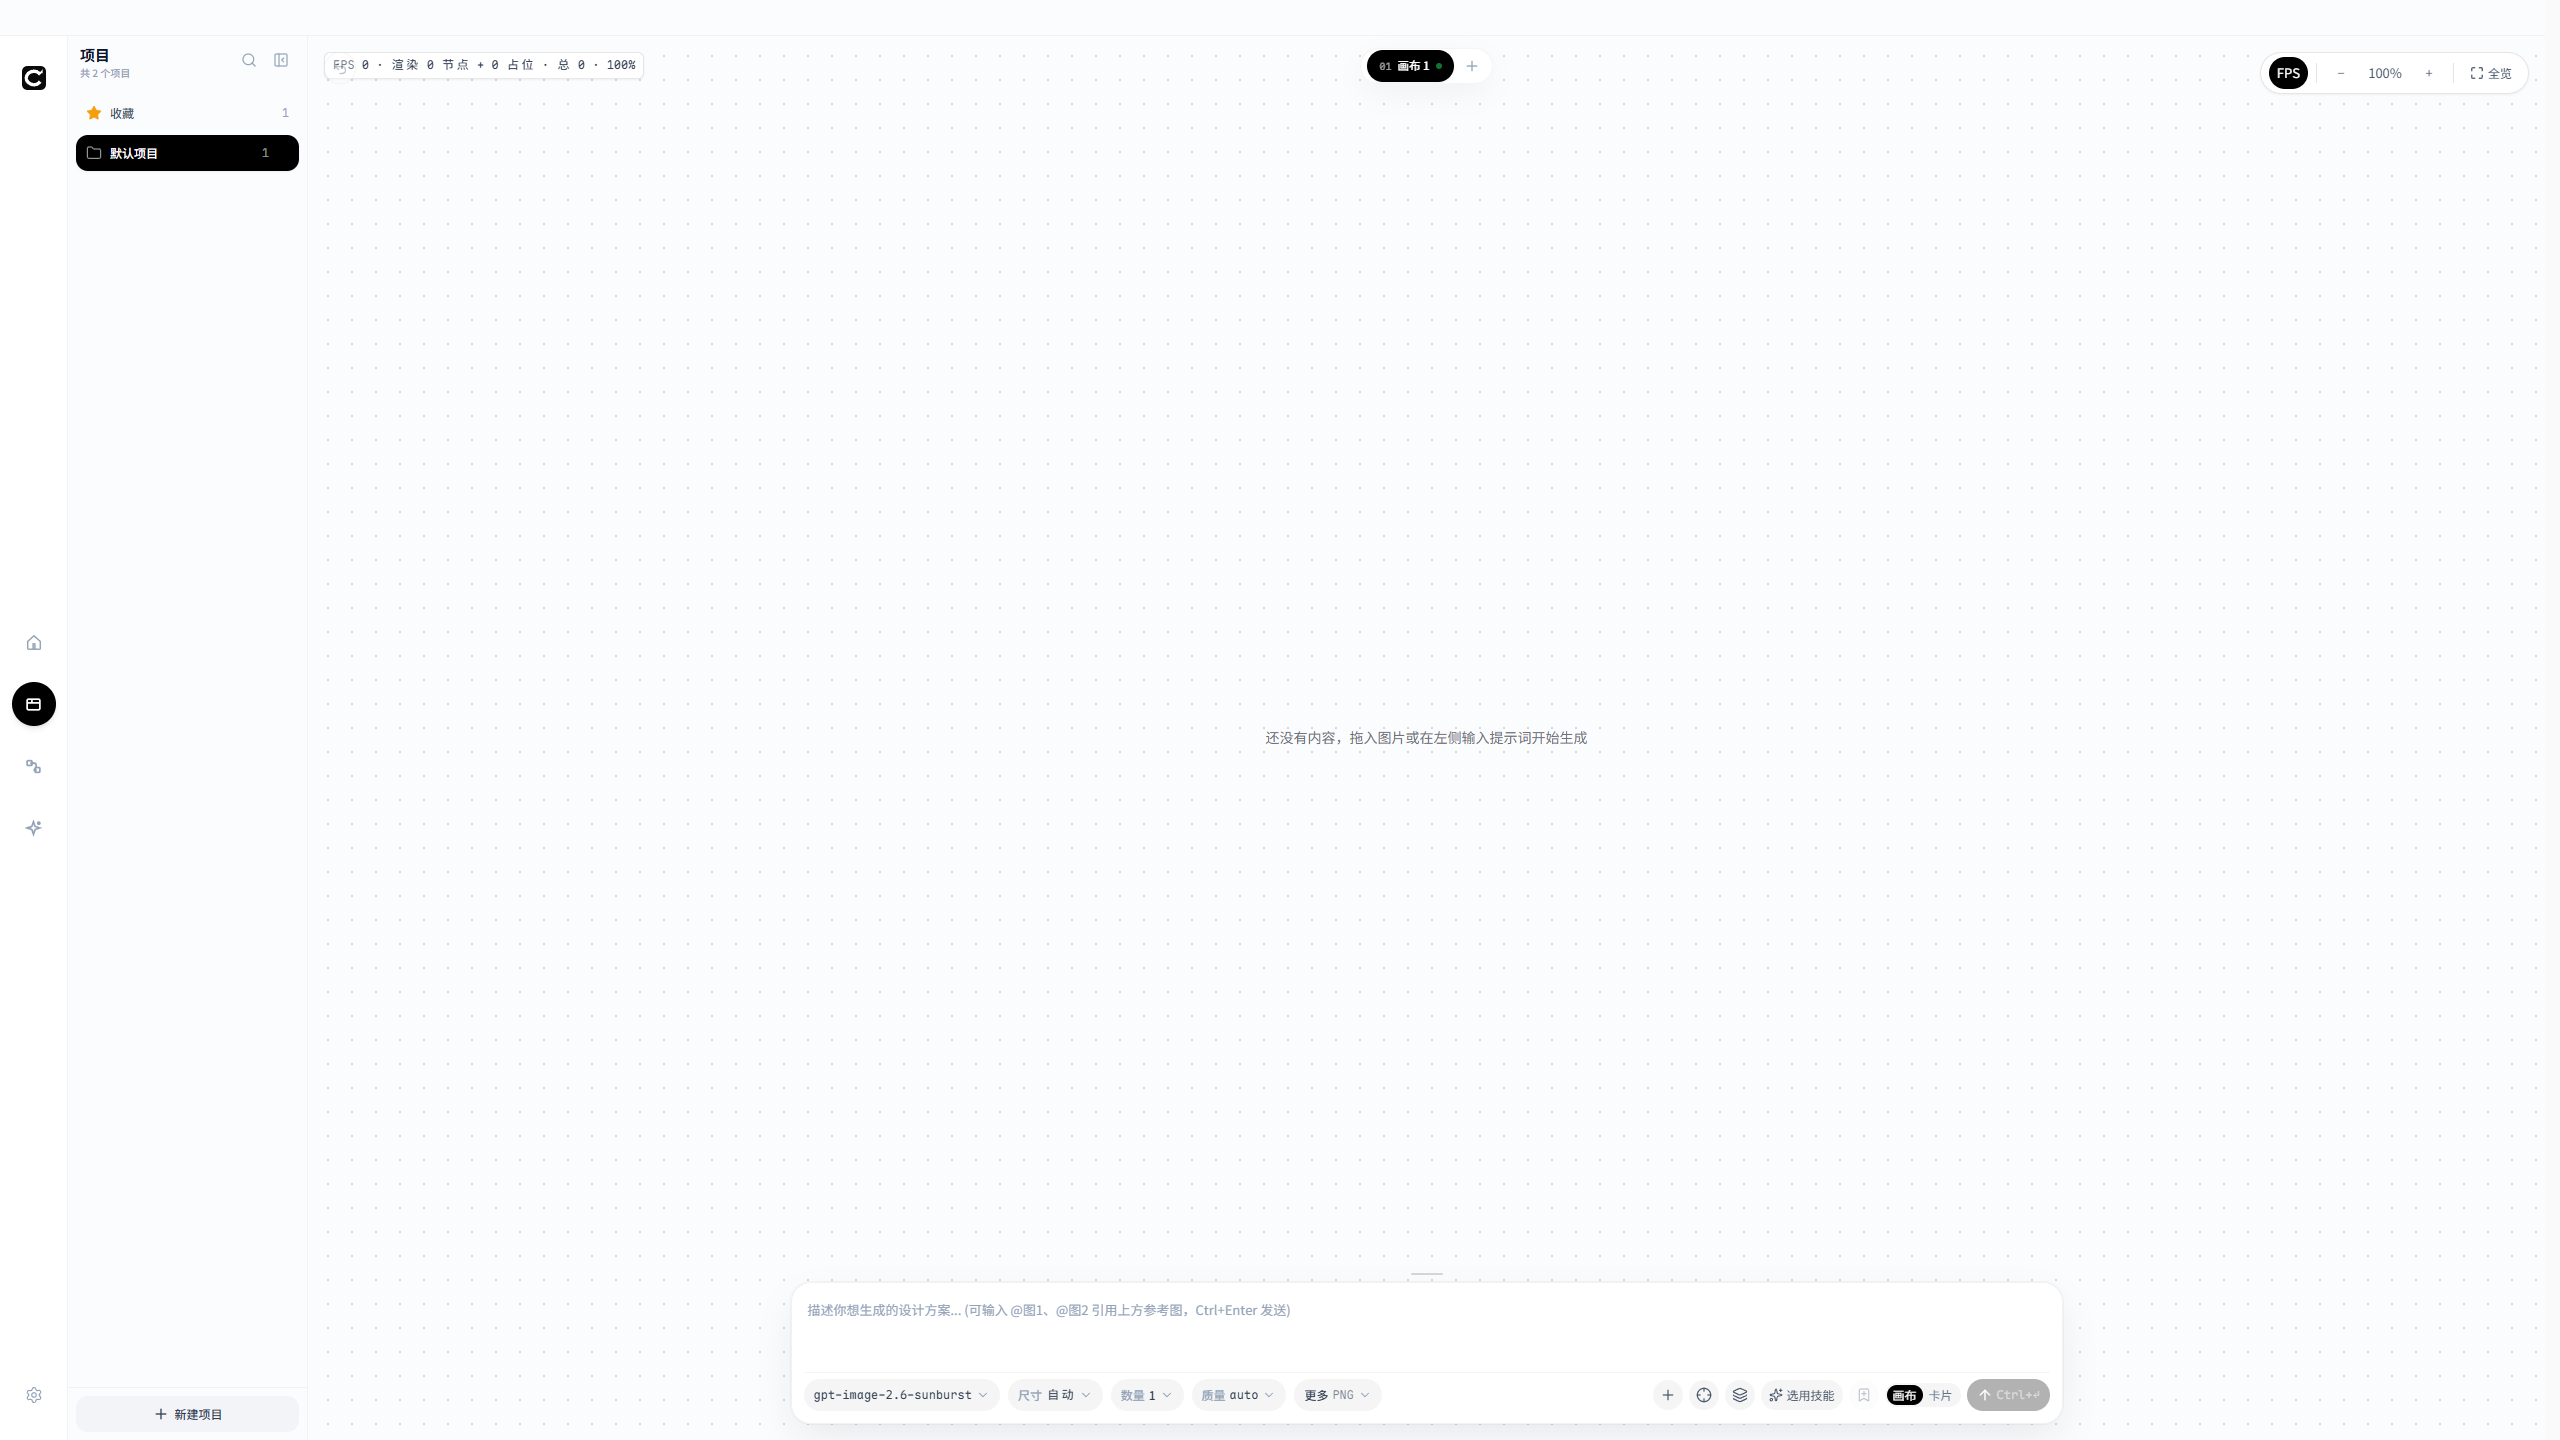 项目
共 2 个项目
收藏 1
默认项目 1
新建项目
FPS 0 · 渲染 0 节点 + 0 占位 · 总 0 · 100%
01 画布 1
FPS
100%
全览
还没有内容，拖入图片或在左侧输入提示词开始生成
描述你想生成的设计方案... (可输入 @图1、@图2 引用上方参考图，Ctrl+Enter 发送)
gpt-image-2.6-sunburst 尺寸 自动 数量 1 质量 auto 更多 PNG 选用技能 画布 卡片 Ctrl+⏎